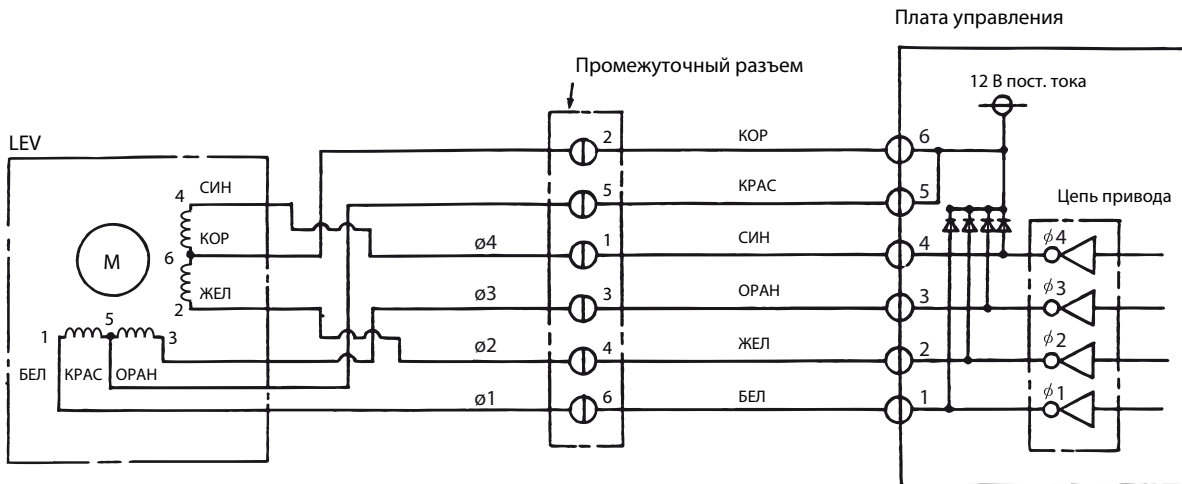 Плата управления
Промежуточный разъем
12 В пост. тока
LEV
2 КОР 6
4 СИН
5 КРАС 5
Цепь привода
КОР
6
М
ø4 1 СИН 4 ϕ4
ЖЕЛ
2
ø3 3 ОРАН 3 ϕ3
1 5 3
ø2 4 ЖЕЛ 2 ϕ2
БЕЛ КРАС ОРАН
ø1 6 БЕЛ 1 ϕ1